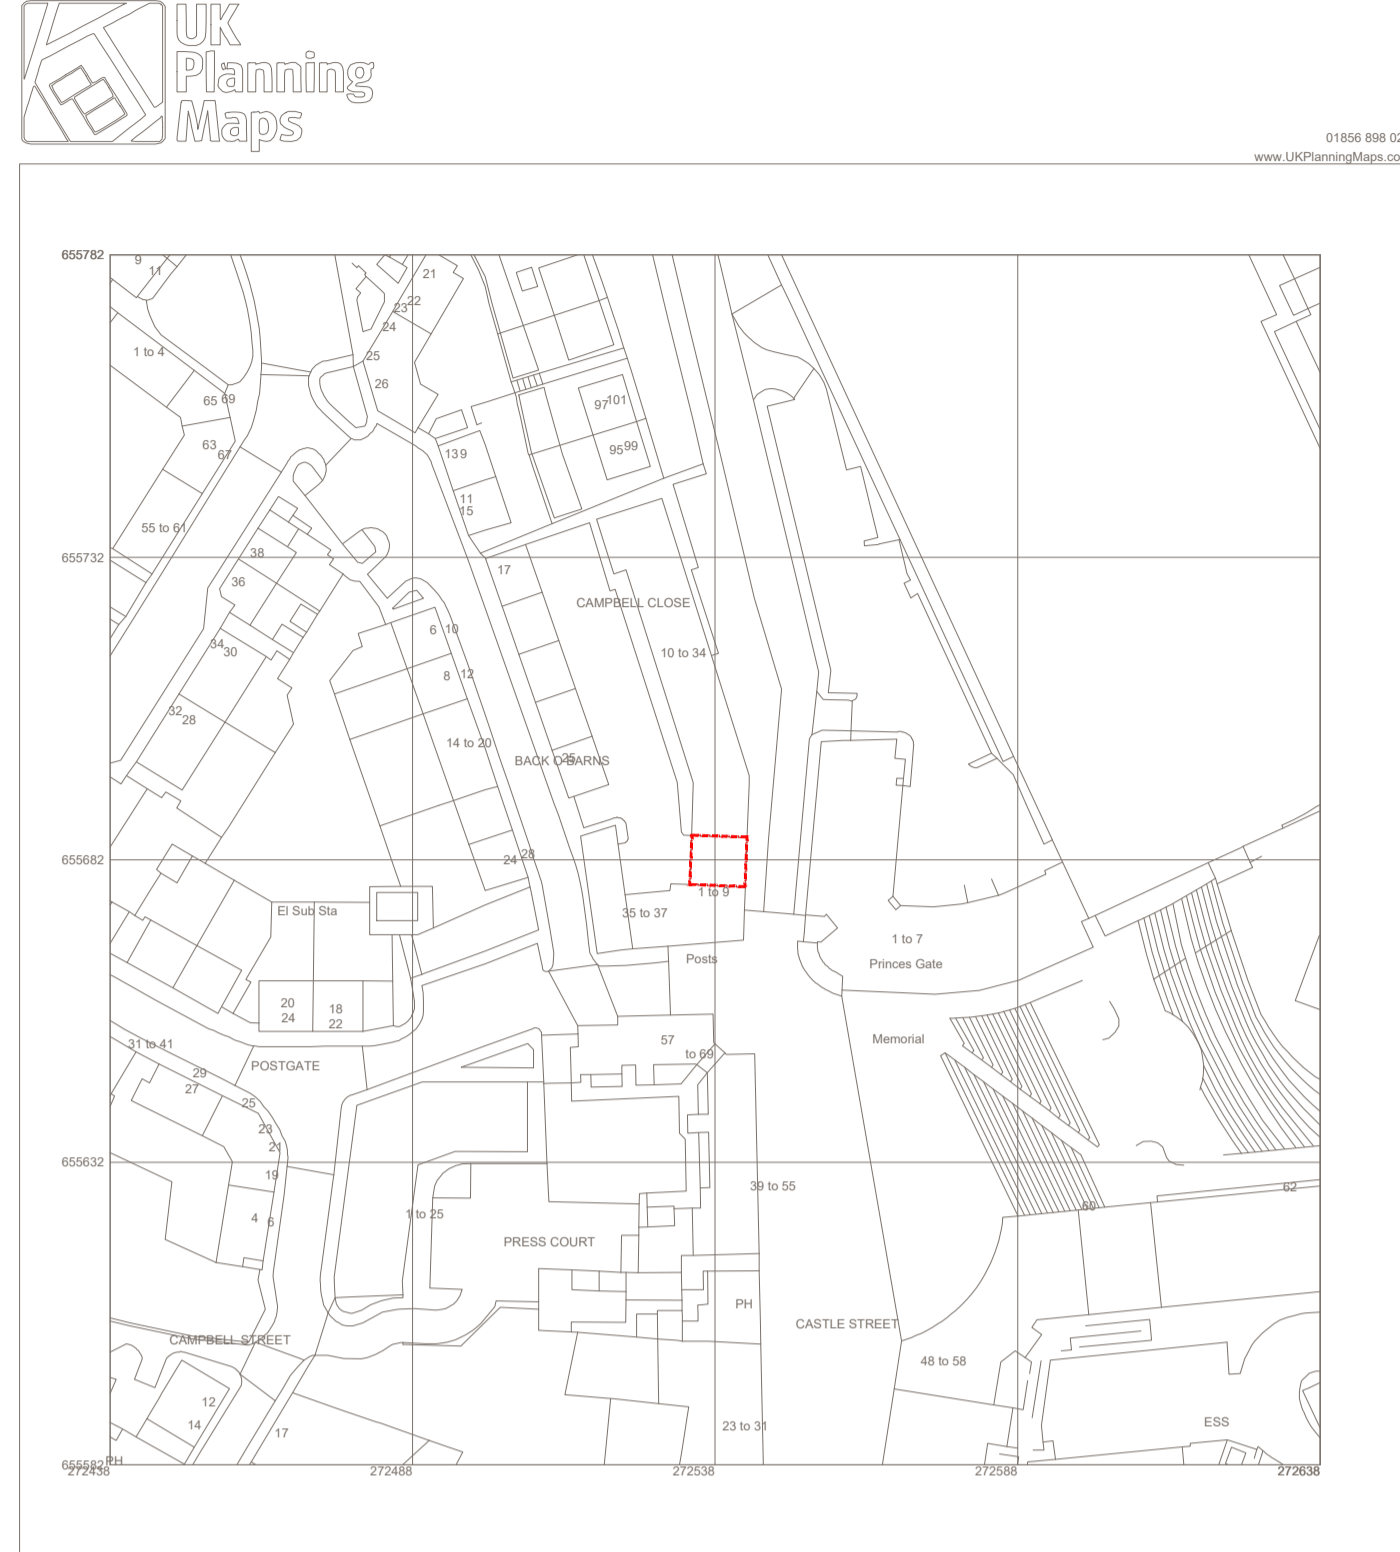 UK
Planning
Maps
01856 898 02
www.UKPlanningMaps.co
655782
9
11
21
22
23
24
1 to 4
25
26
65 69
97 101
63
67
95 99
139
11
15
55 to 61
655732
38
17
36
CAMPBELL CLOSE
6 10
34
30
10 to 34
8 12
32
28
14 to 20
BACK O'BARNS
25
24 28
655682
1 to 9
El Sub Sta
35 to 37
1 to 7
Posts
Princes Gate
20
24
18
22
57
to 69
Memorial
31 to 41
POSTGATE
29
27
25
23
21
655632
19
39 to 55
62
60
4 6
1 to 25
PRESS COURT
PH
CASTLE STREET
CAMPBELL STREET
48 to 58
12
14
17
23 to 31
ESS
PH
655582
272438
272488
272538
272588
272638